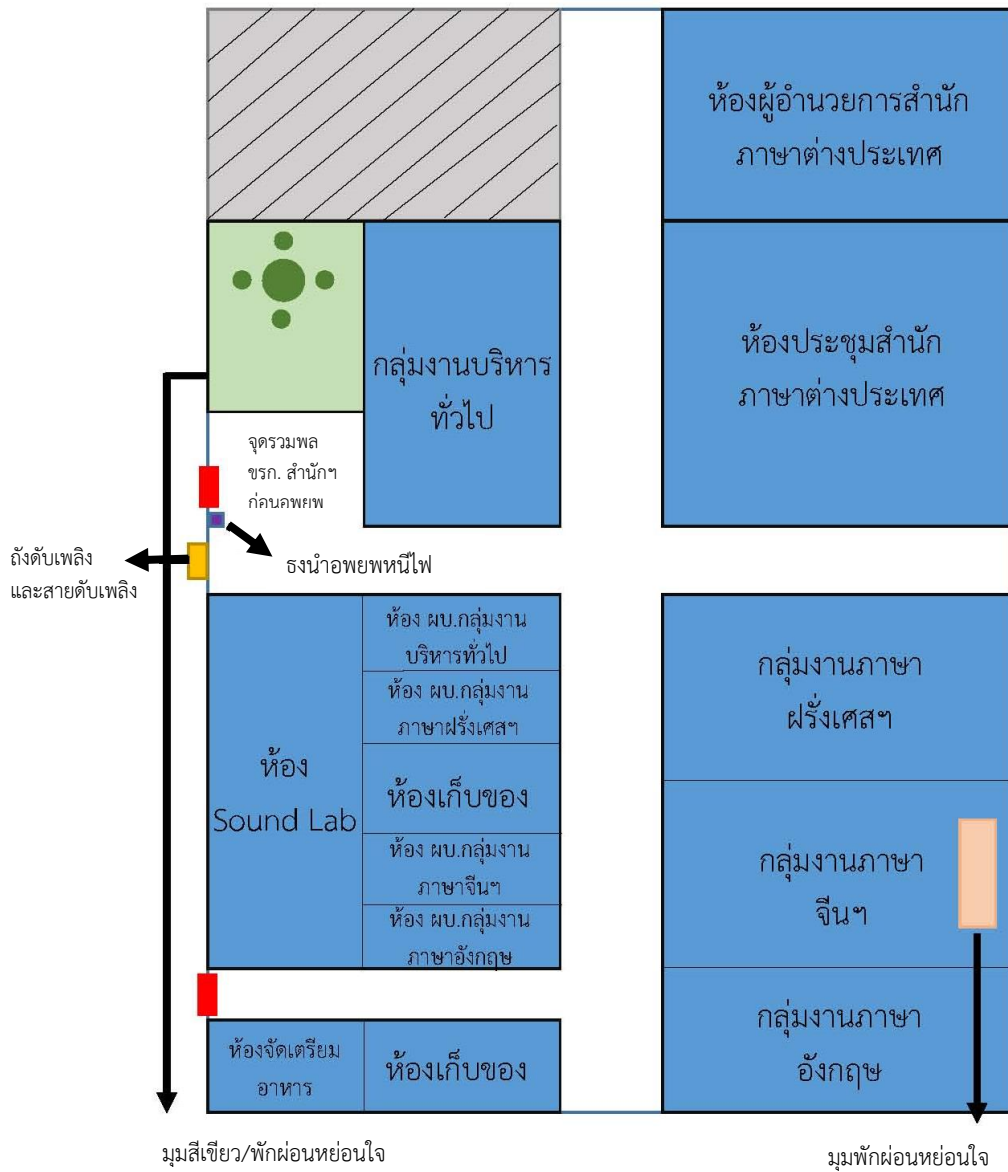 ห้องผู้อำนวยการสำนัก
ภาษาต่างประเทศ
กลุ่มงานบริหาร
ทั่วไป
ห้องประชุมสำนัก
ภาษาต่างประเทศ
จุดรวมพล
ขรก. สำนักฯ
ก่อนอพยพ
ถังดับเพลิง
และสายดับเพลิง
ธงนำอพยพหนีไฟ
ห้อง
Sound Lab
ห้อง ผบ.กลุ่มงาน
บริหารทั่วไป
ห้อง ผบ.กลุ่มงาน
ภาษาฝรั่งเศสฯ
ห้องเก็บของ
ห้อง ผบ.กลุ่มงาน
ภาษาจีนฯ
ห้อง ผบ.กลุ่มงาน
ภาษาอังกฤษ
กลุ่มงานภาษา
ฝรั่งเศสฯ
กลุ่มงานภาษา
จีนฯ
กลุ่มงานภาษา
อังกฤษ
ห้องจัดเตรียม
อาหาร
ห้องเก็บของ
มุมสีเขียว/พักผ่อนหย่อนใจ
มุมพักผ่อนหย่อนใจ